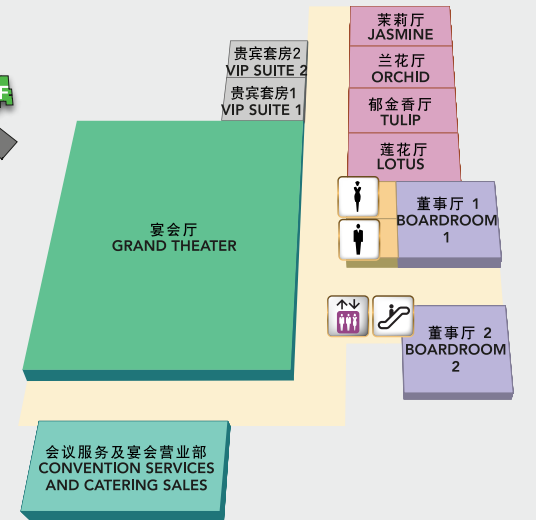 茉莉厅
JASMINE
贵宾套房2
VIP SUITE 2
兰花厅
ORCHID
贵宾套房1
VIP SUITE 1
郁金香厅
TULIP
莲花厅
LOTUS
董事厅 1
BOARDROOM
1
宴会厅
GRAND THEATER
董事厅 2
BOARDROOM
2
会议服务及宴会营业部
CONVENTION SERVICES
AND CATERING SALES